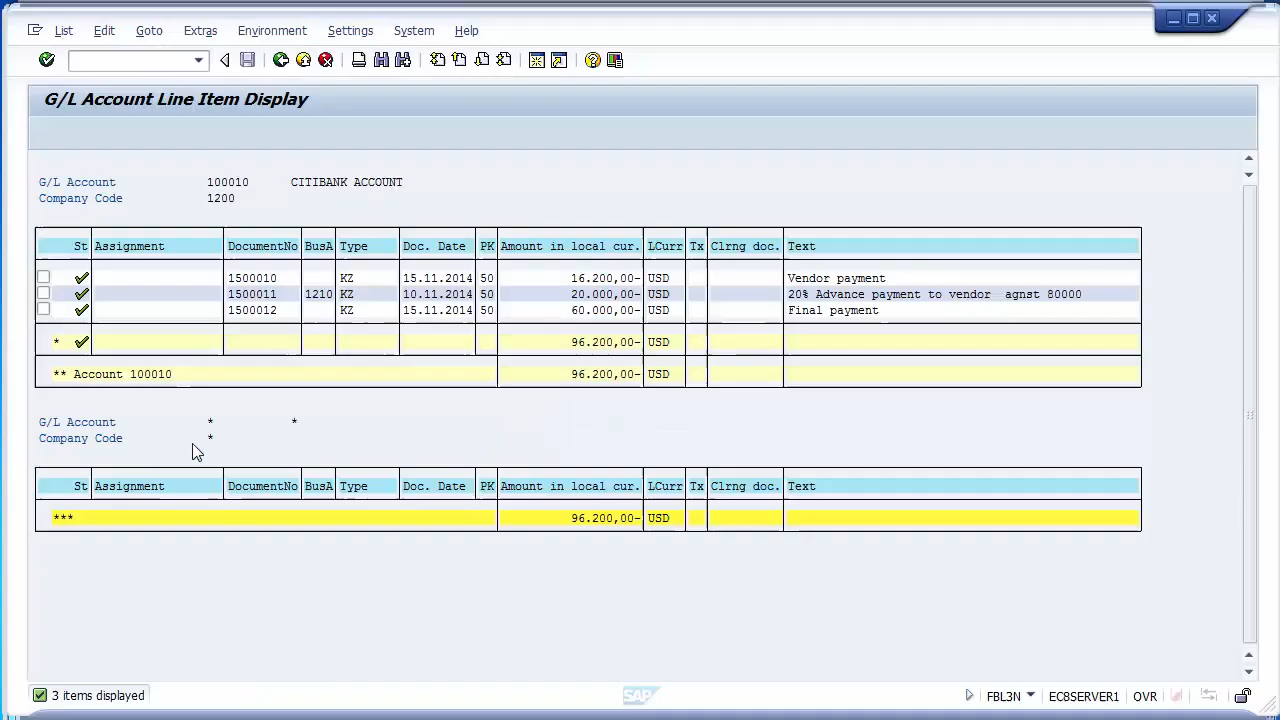 List Edit Goto Extras Environment Settings System Help
G/L Account Line Item Display
G/L Account 100010 CITIBANK ACCOUNT
Company Code 1200
St Assignment DocumentNo BusA Type Doc. Date PK Amount in local cur. LCurr Tx Clrng doc. Text
1500010 KZ 15.11.2014 50 16.200,00- USD Vendor payment
1500011 1210 KZ 10.11.2014 50 20.000,00- USD 20% Advance payment to vendor agnst 80000
1500012 KZ 15.11.2014 50 60.000,00- USD Final payment
* 96.200,00- USD
** Account 100010 96.200,00- USD
G/L Account * *
Company Code *
St Assignment DocumentNo BusA Type Doc. Date PK Amount in local cur. LCurr Tx Clrng doc. Text
*** 96.200,00- USD
3 items displayed SAP FBL3N EC8SERVER1 OVR